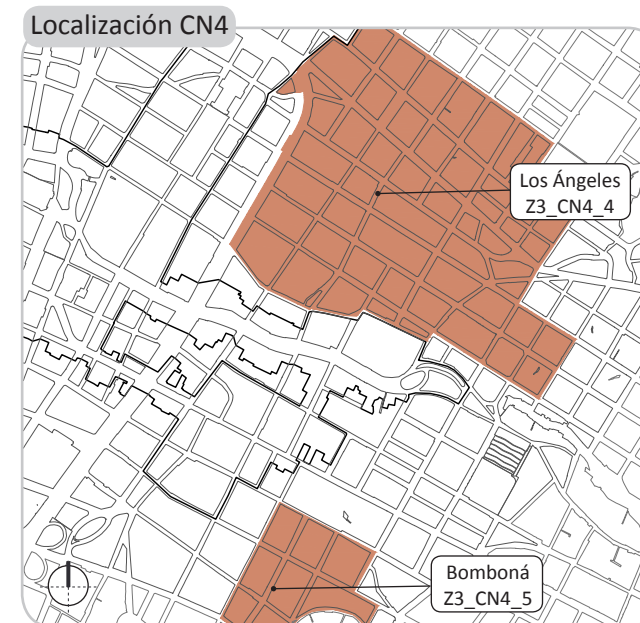 Localización CN4
Los Ángeles
Z3_CN4_4
Bomboná
Z3_CN4_5